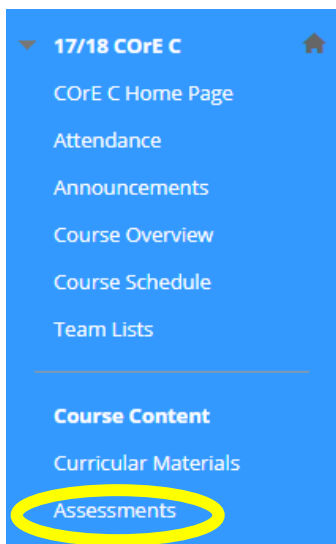 17/18 COrE C
COrE C Home Page
Attendance
Announcements
Course Overview
Course Schedule
Team Lists
Course Content
Curricular Materials
Assessments